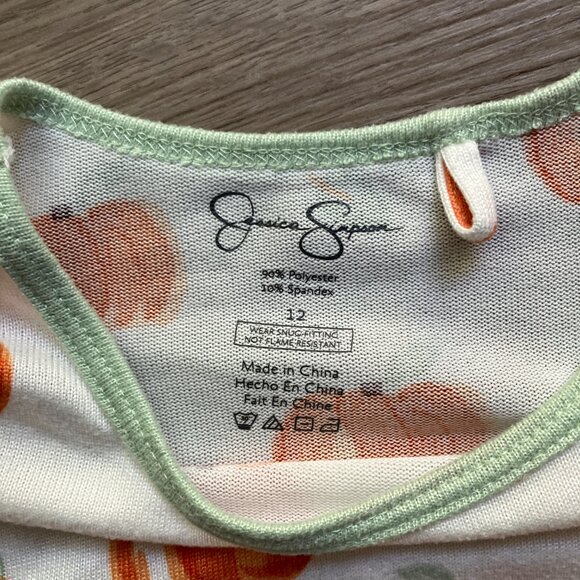 Jessica Simpson
90% Polyester
10% Spandex
12
WEAR SNUG-FITTING
NOT FLAME RESISTANT
Made in China
Hecho En China
Fait En Chine